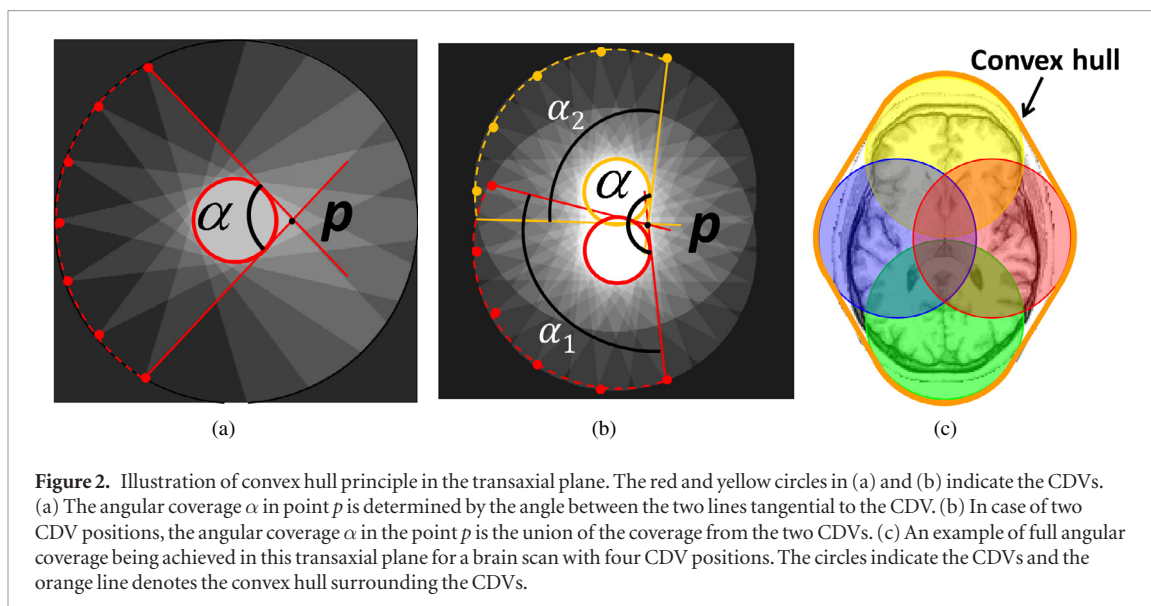 Convex hull
α
p
α₂
α
p
α₁
(a)
(b)
(c)
Figure 2. Illustration of convex hull principle in the transaxial plane. The red and yellow circles in (a) and (b) indicate the CDVs.
(a) The angular coverage α in point p is determined by the angle between the two lines tangential to the CDV. (b) In case of two
CDV positions, the angular coverage α in the point p is the union of the coverage from the two CDVs. (c) An example of full angular
coverage being achieved in this transaxial plane for a brain scan with four CDV positions. The circles indicate the CDVs and the
orange line denotes the convex hull surrounding the CDVs.